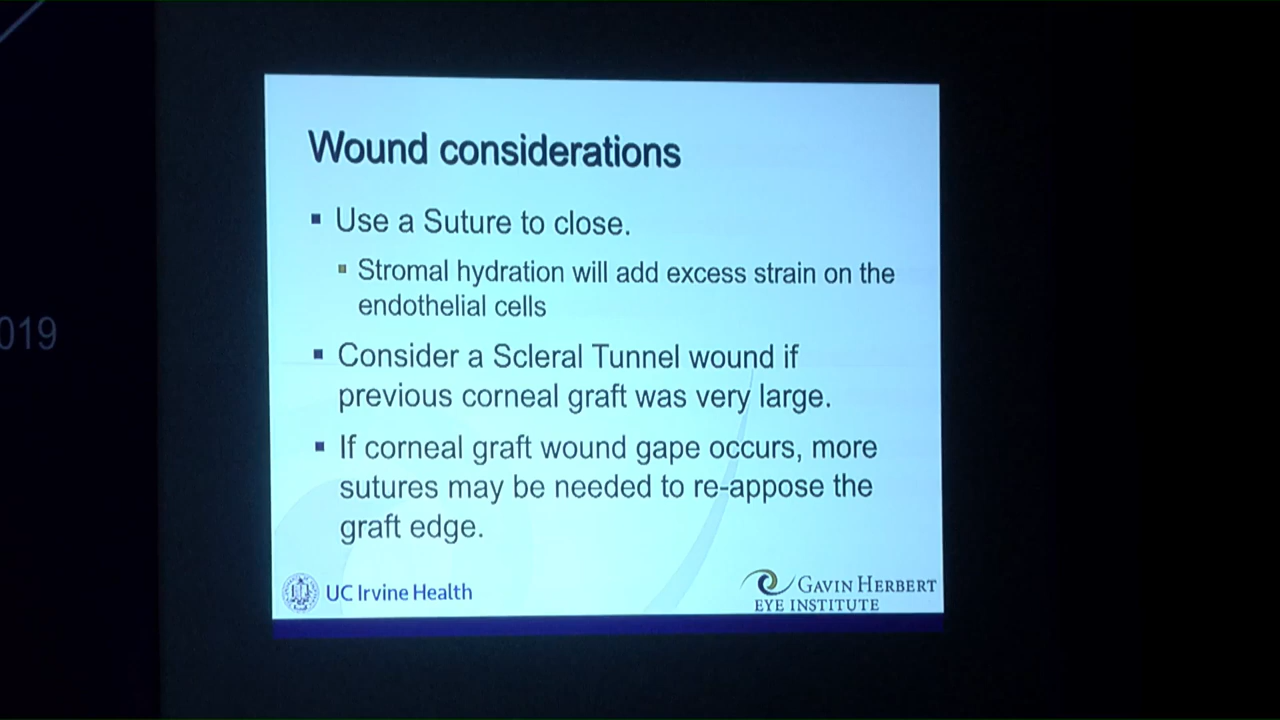 019
Wound considerations
▪ Use a Suture to close.
▪ Stromal hydration will add excess strain on the
endothelial cells
▪ Consider a Scleral Tunnel wound if
previous corneal graft was very large.
▪ If corneal graft wound gape occurs, more
sutures may be needed to re-appose the
graft edge.
UC Irvine Health
GAVIN HERBERT
EYE INSTITUTE